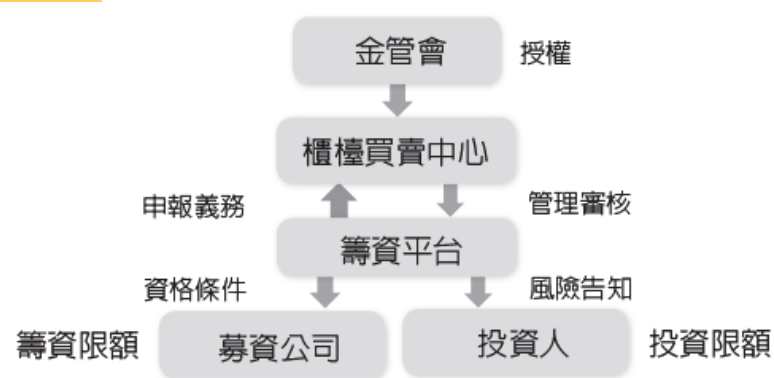 金管會 授權
櫃檯買賣中心
申報義務 管理審核
籌資平台
資格條件 風險告知
籌資限額 募資公司 投資人 投資限額